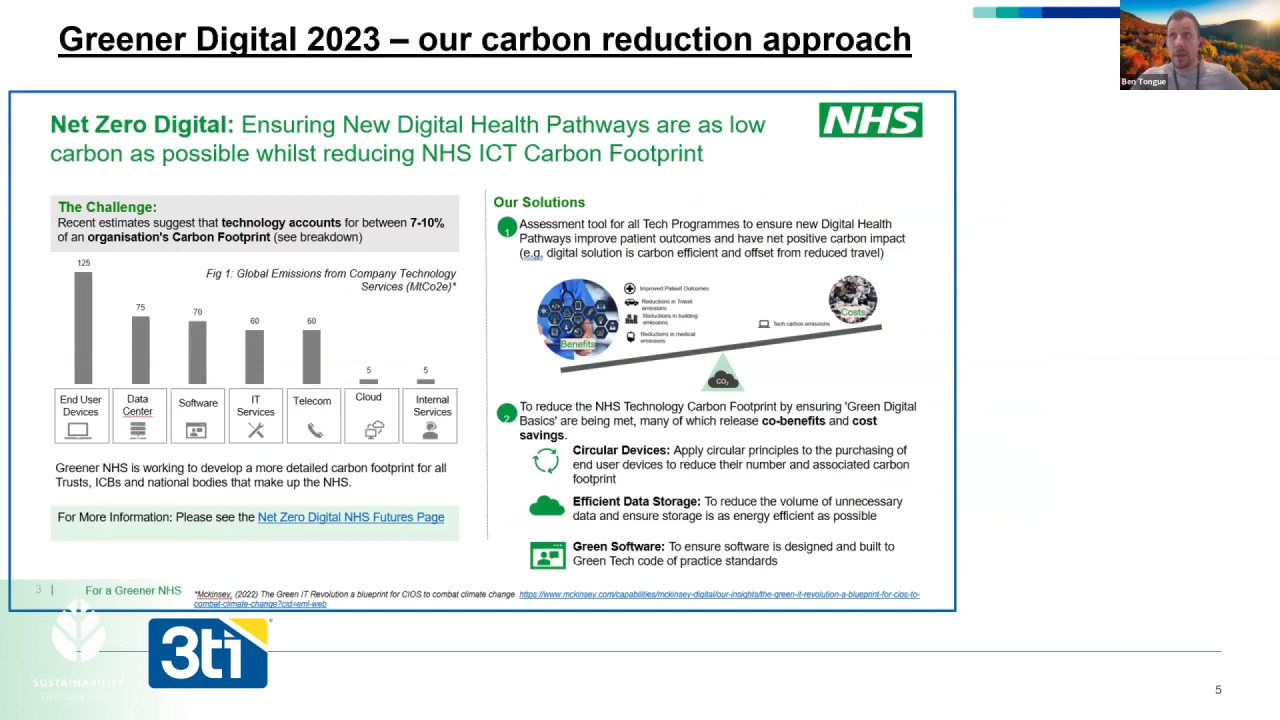 Greener Digital 2023 – our carbon reduction approach
Ben Tongue
Net Zero Digital: Ensuring New Digital Health Pathways are as low
carbon as possible whilst reducing NHS ICT Carbon Footprint
NHS
The Challenge:
Recent estimates suggest that technology accounts for between 7-10%
of an organisation's Carbon Footprint (see breakdown)
Fig 1: Global Emissions from Company Technology
Services (MtCo2e)*
125
75
70
60
60
5
5
End User
Devices
Data
Center
Software
IT
Services
Telecom
Cloud
Internal
Services
Greener NHS is working to develop a more detailed carbon footprint for all
Trusts, ICBs and national bodies that make up the NHS.
For More Information: Please see the Net Zero Digital NHS Futures Page
Our Solutions
1
Assessment tool for all Tech Programmes to ensure new Digital Health
Pathways improve patient outcomes and have net positive carbon impact
(e.g. digital solution is carbon efficient and offset from reduced travel)
Benefits
Improved Patient Outcomes
Reductions in Travel
emissions
Reductions in building
emissions
Reductions in medical
emissions
Costs
Tech carbon emissions
CO2
2
To reduce the NHS Technology Carbon Footprint by ensuring 'Green Digital
Basics' are being met, many of which release co-benefits and cost
savings.
Circular Devices: Apply circular principles to the purchasing of
end user devices to reduce their number and associated carbon
footprint
Efficient Data Storage: To reduce the volume of unnecessary
data and ensure storage is as energy efficient as possible
Green Software: To ensure software is designed and built to
Green Tech code of practice standards
3 | For a Greener NHS
*Mckinsey, (2022) The Green IT Revolution a blueprint for CIOS to combat climate change https://www.mckinsey.com/capabilities/mckinsey-digital/our-insights/the-green-it-revolution-a-blueprint-for-cios-to-
combat-climate-change?cid=eml-web
3ti
SUSTAINABILITY
5